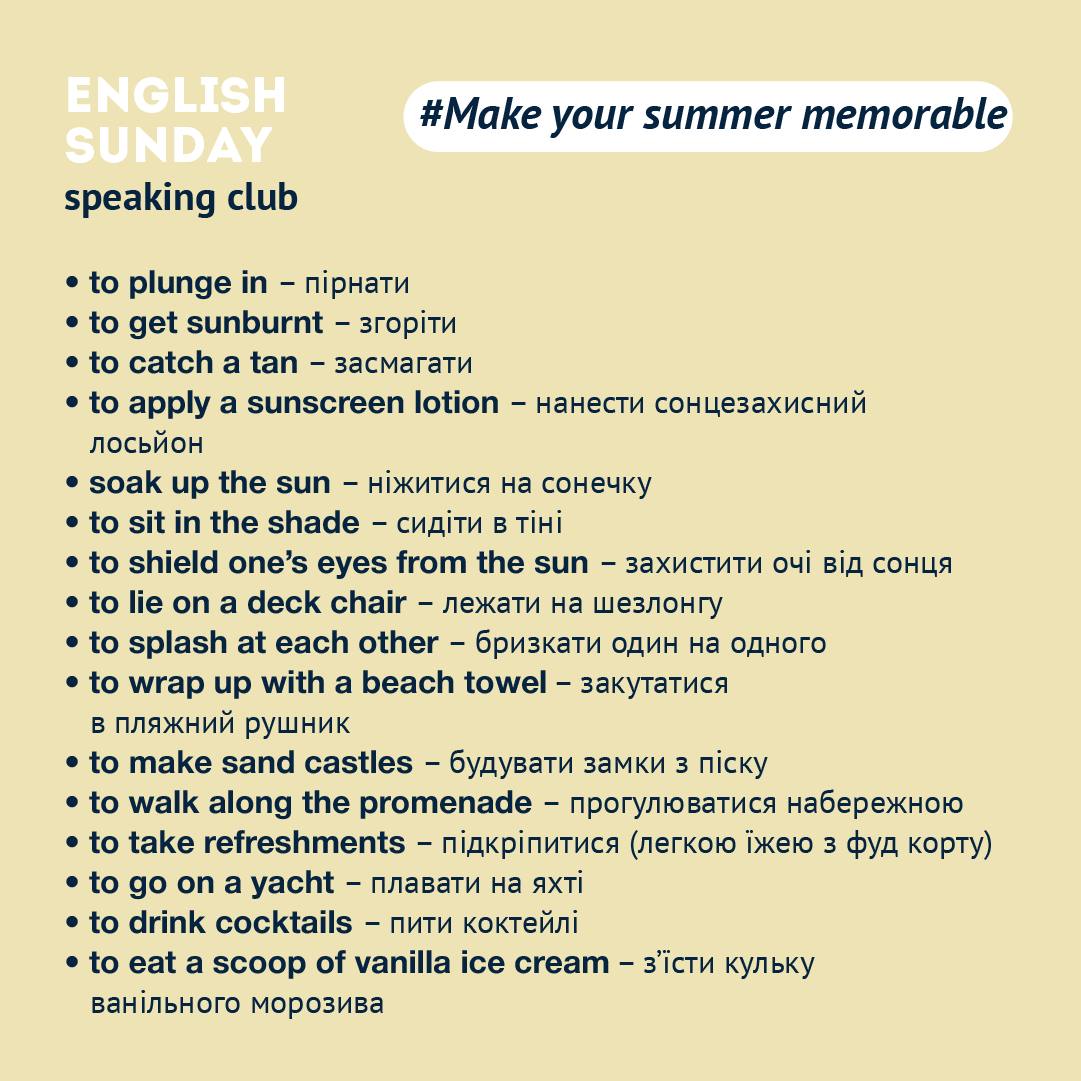 ENGLISH
SUNDAY
speaking club
#Make your summer memorable
• to plunge in – пірнати
• to get sunburnt – згоріти
• to catch a tan – засмагати
• to apply a sunscreen lotion – нанести сонцезахисний
лосьйон
• soak up the sun – ніжитися на сонечку
• to sit in the shade – сидіти в тіні
• to shield one’s eyes from the sun – захистити очі від сонця
• to lie on a deck chair – лежати на шезлонгу
• to splash at each other – бризкати один на одного
• to wrap up with a beach towel – закутатися
в пляжний рушник
• to make sand castles – будувати замки з піску
• to walk along the promenade – прогулюватися набережною
• to take refreshments – підкріпитися (легкою їжею з фуд корту)
• to go on a yacht – плавати на яхті
• to drink cocktails – пити коктейлі
• to eat a scoop of vanilla ice cream – з’їсти кульку
ванільного морозива